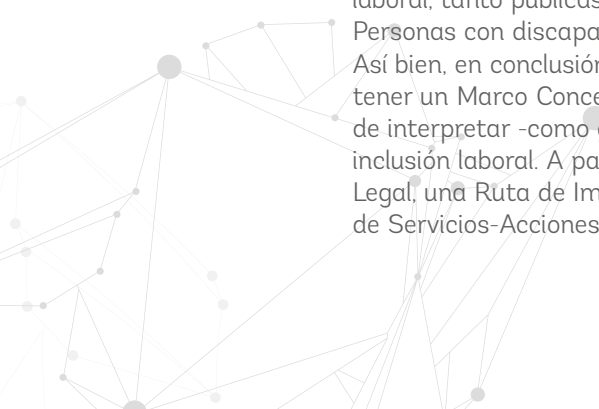 laboral, tanto públicas
Personas con discapa
Así bien, en conclusión
tener un Marco Conce
de interpretar -como
inclusión laboral. A pa
Legal, una Ruta de Im
de Servicios-Acciones